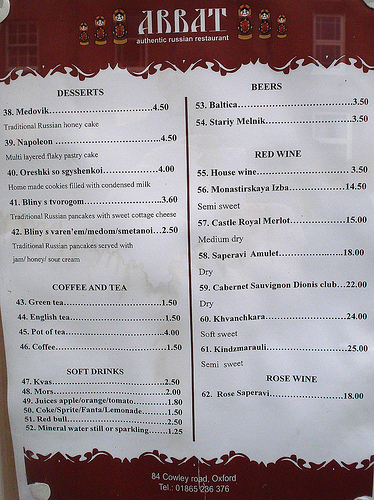 ARBAT
authentic russian restaurant
DESSERTS
38. Medovik..........................4.50
Traditional Russian honey cake
39. Napoleon .......................4.50
Multi layered flaky pastry cake
40. Oreshki so sgyshenkoi..............4.00
Home made cookies filled with condensed milk
41. Bliny s tvorogom....................3.60
Traditional Russian pancakes with sweet cottage cheese
42. Bliny s varen'em/medom/smetanoi...2.50
Traditional Russian pancakes served with
jam/ honey/ sour cream
COFFEE AND TEA
43. Green tea..........................1.50
44. English tea........................1.50
45. Pot of tea..........................4.00
46. Coffee..............................1.50
SOFT DRINKS
47. Kvas................................2.50
48. Mors................................2.00
49. Juices apple/orange/tomato.........1.80
50. Coke/Sprite/Fanta/Lemonade.........1.50
51. Red bull............................2.50
52. Mineral water still or sparkling....1.25
BEERS
53. Baltica..............................3.50
54. Stariy Melnik......................3.50
RED WINE
55. House wine.........................3.50
56. Monastirskaya Izba...............14.50
Semi sweet
57. Castle Royal Merlot...............15.00
Medium dry
58. Saperavi Amulet...................18.00
Dry
59. Cabernet Sauvignon Dionis club...22.00
Dry
60. Khvanchkara.......................24.00
Soft sweet
61. Kindzmarauli.......................25.00
Semi sweet
ROSE WINE
62. Rose Saperavi.....................18.00
84 Cowley road, Oxford
Tel.: 01865 236 376